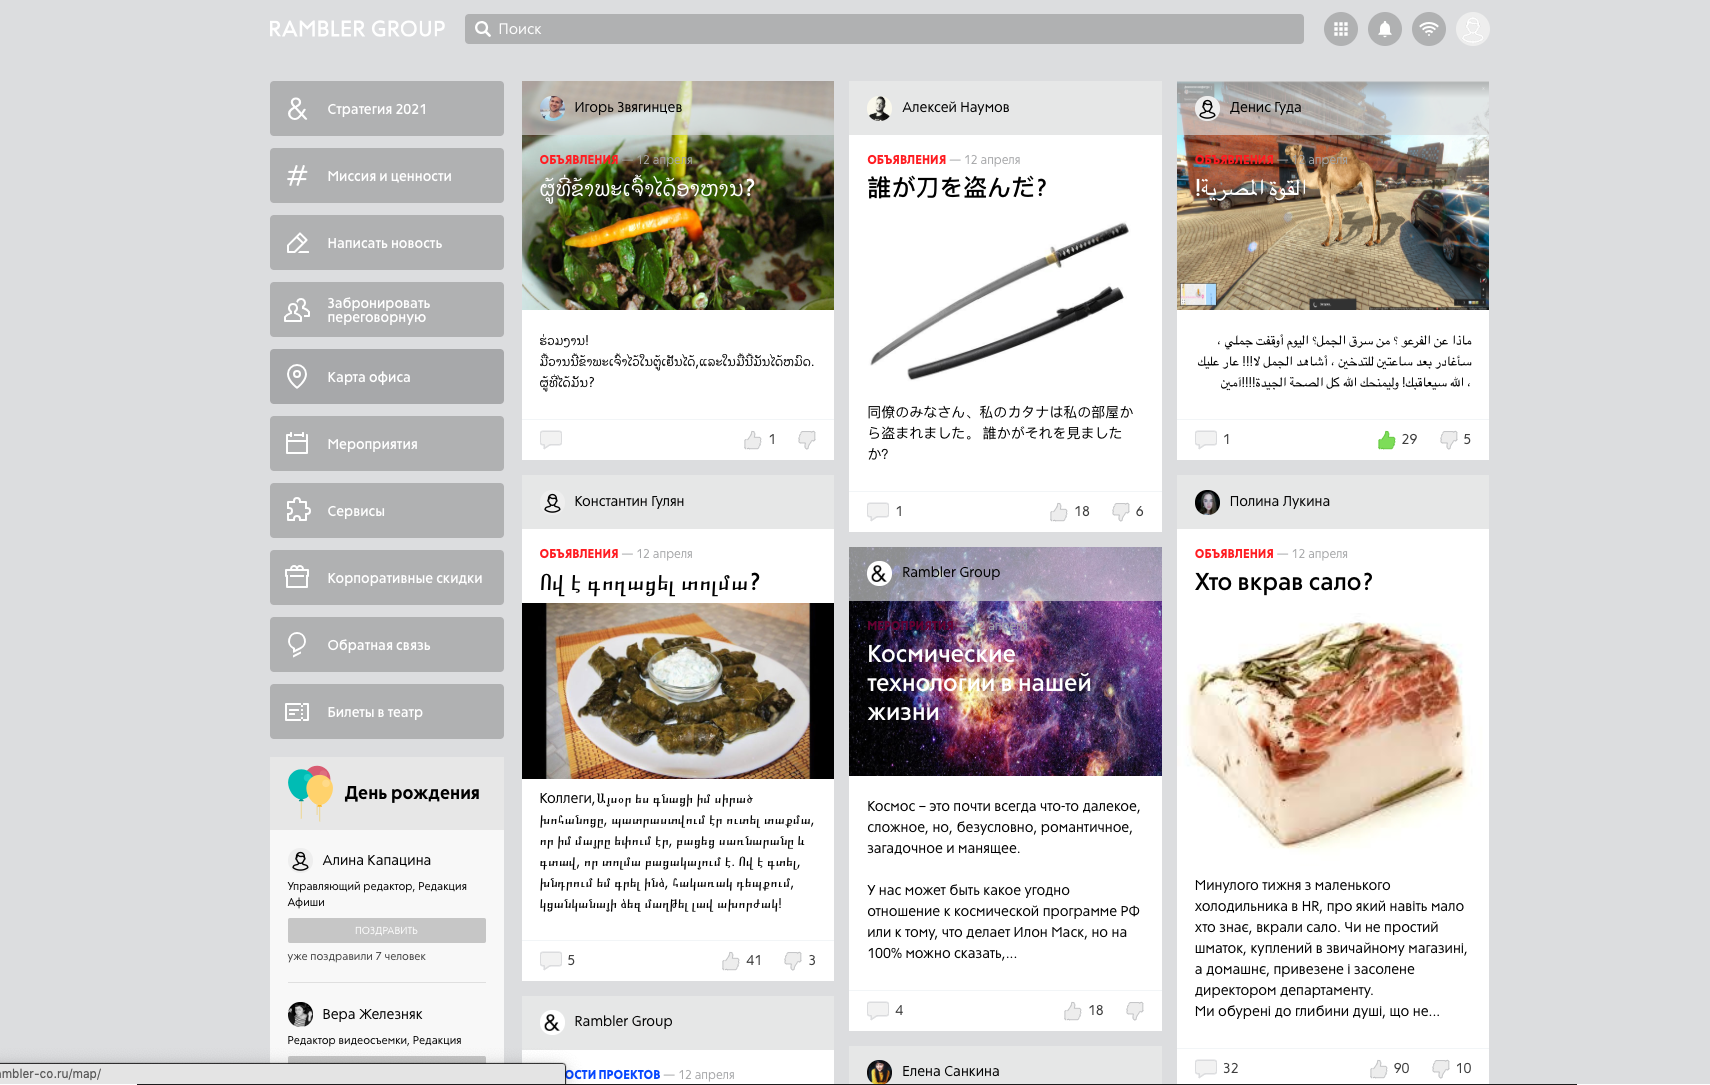 RAMBLER GROUP
Поиск
Стратегия 2021
Миссия и ценности
Написать новость
Забронировать
переговорную
Карта офиса
Мероприятия
Сервисы
Корпоративные скидки
Обратная связь
Билеты в театр
День рождения
Алина Капацина
Управляющий редактор, Редакция
Афиши
ПОЗДРАВИТЬ
уже поздравили 7 человек
Вера Железняк
Редактор видеосъемки, Редакция
Игорь Звягинцев
ОБЪЯВЛЕНИЯ — 12 апреля
ຜູ້ທີ່ຂ້າພະເຈົ້າໄດ້ອາຫານ?
ຮ່ວມງານ!
ມື້ວານນີ້ຂ້າພະເຈົ້າໄວ້ໃນຕູ້ເຢັນໄດ້,ແລະໃນມື້ນີ້ມັນໄດ້ຫມົດ.
ຜູ້ທີ່ໄດ້ມັນ?
1
Константин Гулян
ОБЪЯВЛЕНИЯ — 12 апреля
Ով է գողացել տոլմա?
Коллеги,Այսօր ես գնացի իմ սիրած
խոհանոցը, պատրաստվում էր ուտել տաքմա,
որ իմ մայրը եփում էր, բացեց սառնարանը և
գտավ, որ տոլմա բացակայում է. Ով է գտել,
խնդրում եմ գրել ինձ, հակառակ դեպքում,
կցանկանայի ձեզ մաղթել լավ ախորժակ!
5 41 3
Rambler Group
ОСТИ ПРОЕКТОВ — 12 апреля
Алексей Наумов
ОБЪЯВЛЕНИЯ — 12 апреля
誰が刀を盗んだ?
同僚のみなさん、私のカタナは私の部屋か
ら盗まれました。 誰かがそれを見ました
か?
1 18 6
Rambler Group
Космические
технологии в нашей
жизни
Космос – это почти всегда что-то далекое,
сложное, но, безусловно, романтичное,
загадочное и манящее.
У нас может быть какое угодно
отношение к космической программе РФ
или к тому, что делает Илон Маск, но на
100% можно сказать,...
4 18
Елена Санкина
Денис Гуда
ОБЪЯВЛЕНИЯ — 12 апреля
القوة المصرية!
ماذا عن الفرعو ؟ من سرق الجمل؟ اليوم أوقفت جملي ،
سأغادر بعد ساعتين للتدخين ، أشاهد الجمل لا!!! عار عليك
، الله سيعاقبك! وليمنحك الله كل الصحة الجيدة!!!!آمين
1 29 5
Полина Лукина
ОБЪЯВЛЕНИЯ — 12 апреля
Хто вкрав сало?
Минулого тижня з маленького
холодильника в HR, про який навіть мало
хто знає, вкрали сало. Чи не простий
шматок, куплений в звичайному магазині,
а домашнє, привезене і засолене
директором департаменту.
Ми обурені до глибини душі, що не...
32 90 10
ambler-co.ru/map/